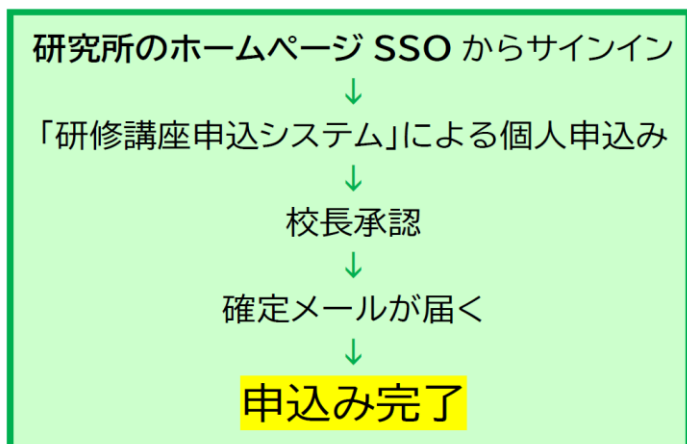 研究所のホームページ SSO からサインイン
↓
「研修講座申込システム」による個人申込み
↓
校長承認
↓
確定メールが届く
↓
申込み完了